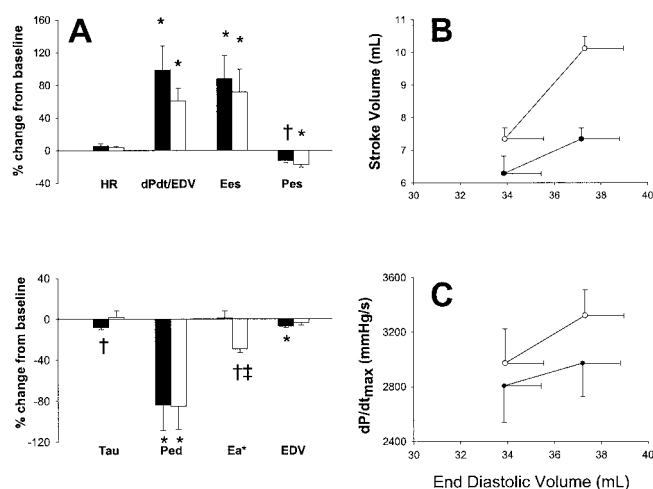 A
% change from baseline
160
120
80
40
0
-40
* * * * † *
HR dPdt/EDV Ees Pes
% change from baseline
40
0
-40
-80
-120
† * * †‡ *
Tau Ped Ea* EDV
B
Stroke Volume (mL)
11
10
9
8
7
6
30 32 34 36 38 40
C
dP/dtmax (mmHg/s)
3600
3200
2800
2400
30 32 34 36 38 40
End Diastolic Volume (mL)